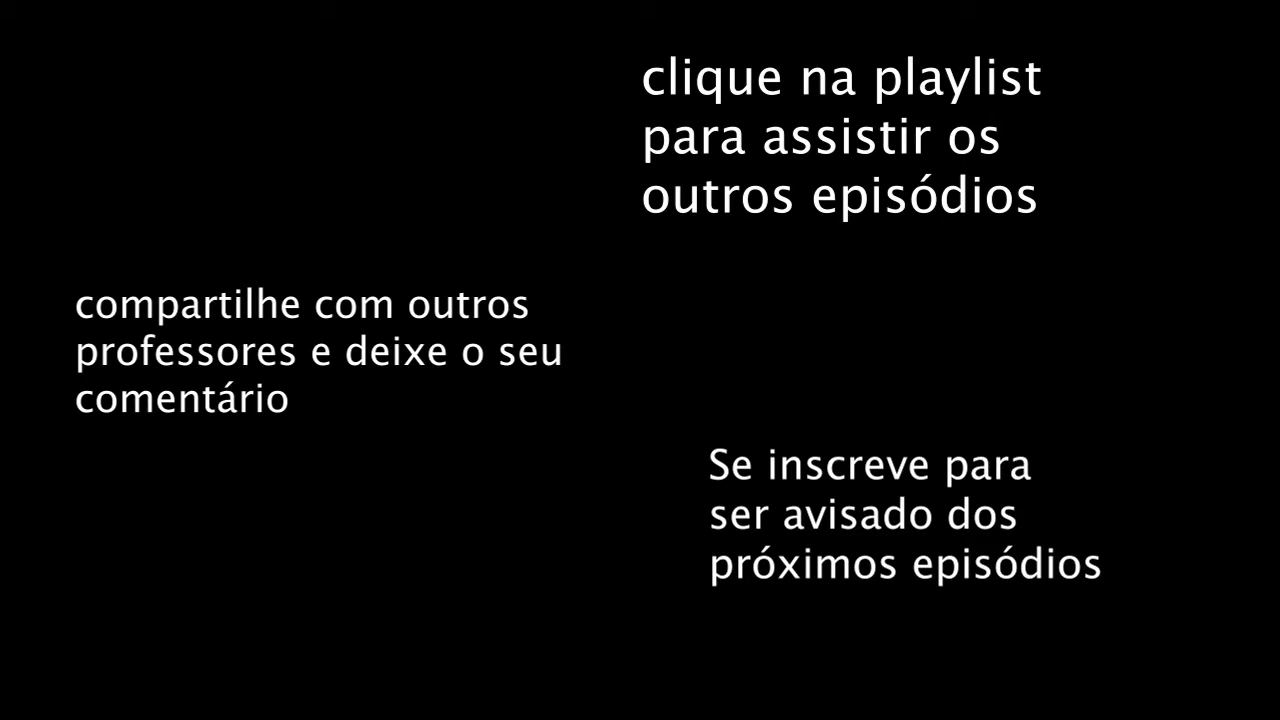 clique na playlist
para assistir os
outros episódios
compartilhe com outros
professores e deixe o seu
comentário
Se inscreve para
ser avisado dos
próximos episódios